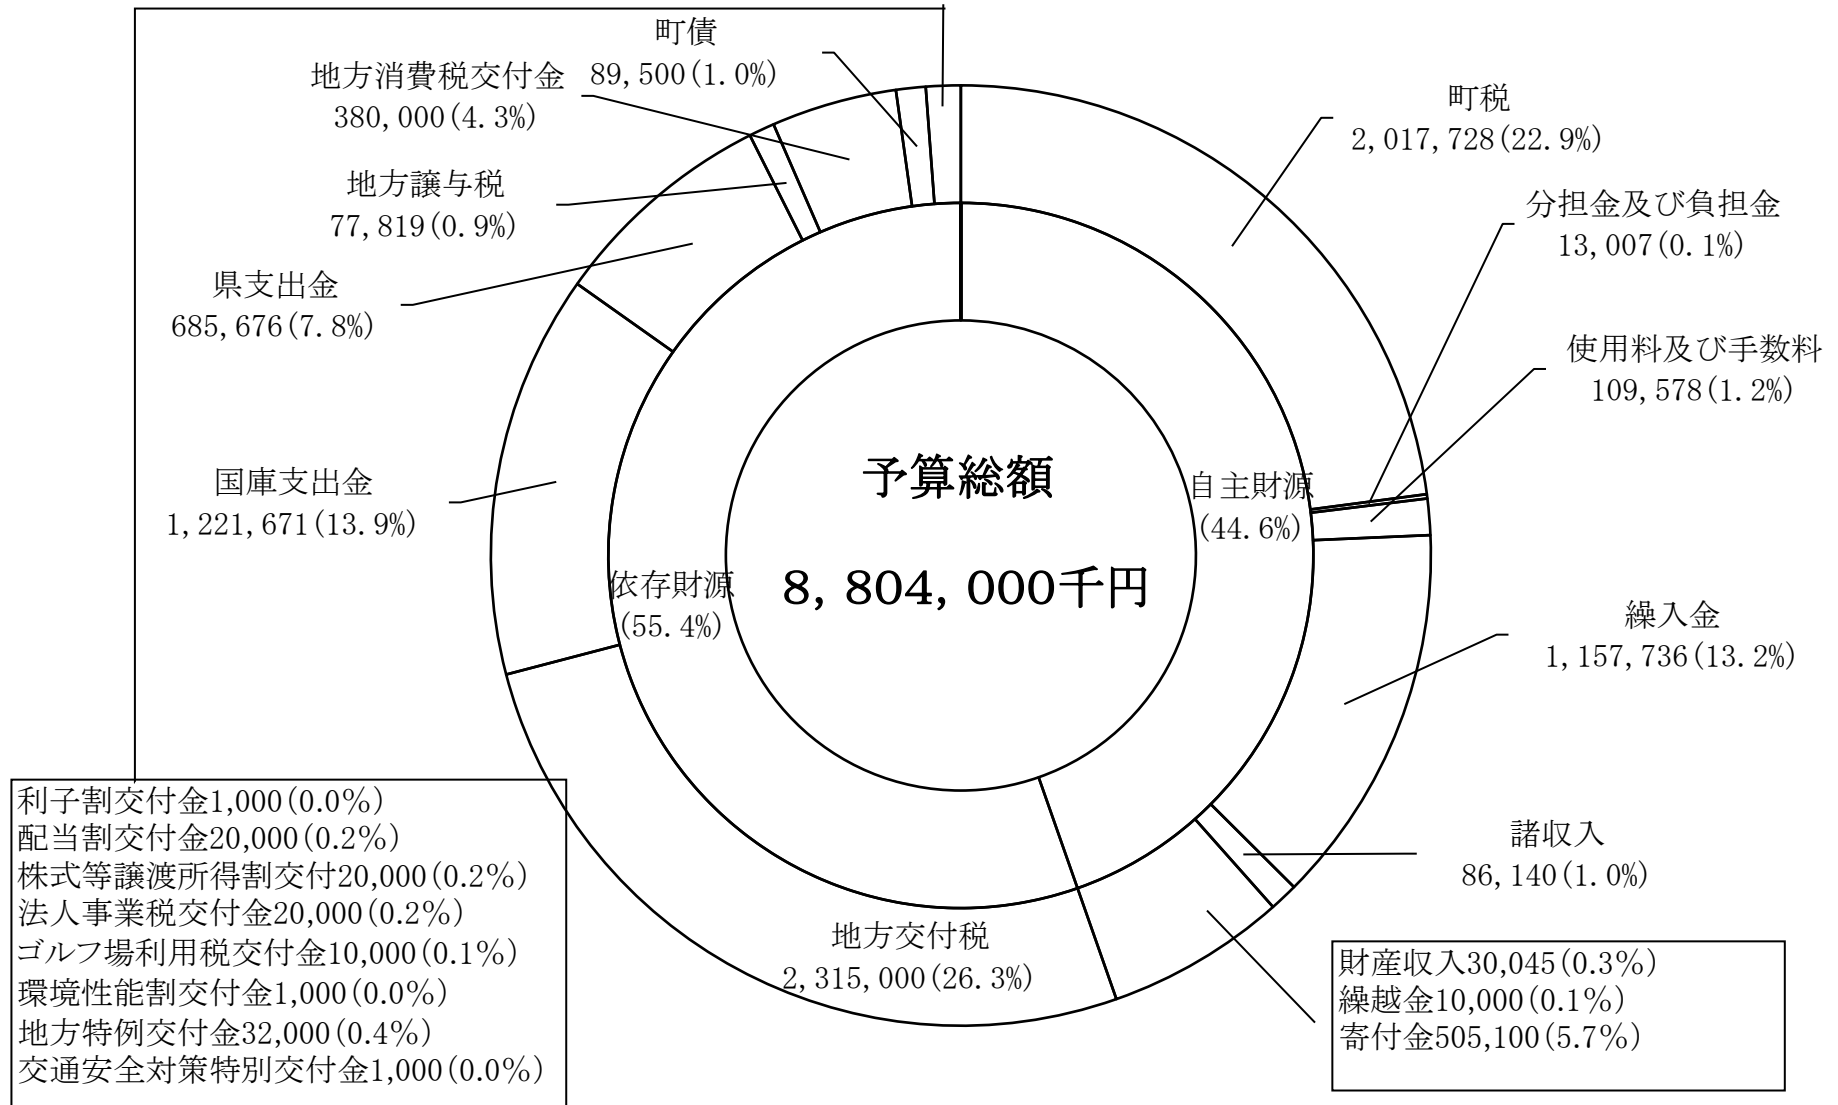 町債
89,500(1.0%)
地方消費税交付金
380,000(4.3%)
地方譲与税
77,819(0.9%)
県支出金
685,676(7.8%)
国庫支出金
1,221,671(13.9%)
町税
2,017,728(22.9%)
分担金及び負担金
13,007(0.1%)
使用料及び手数料
109,578(1.2%)
予算総額
8,804,000千円
自主財源
(44.6%)
依存財源
(55.4%)
繰入金
1,157,736(13.2%)
諸収入
86,140(1.0%)
地方交付税
2,315,000(26.3%)
利子割交付金1,000(0.0%)
配当割交付金20,000(0.2%)
株式等譲渡所得割交付20,000(0.2%)
法人事業税交付金20,000(0.2%)
ゴルフ場利用税交付金10,000(0.1%)
環境性能割交付金1,000(0.0%)
地方特例交付金32,000(0.4%)
交通安全対策特別交付金1,000(0.0%)
財産収入30,045(0.3%)
繰越金10,000(0.1%)
寄付金505,100(5.7%)